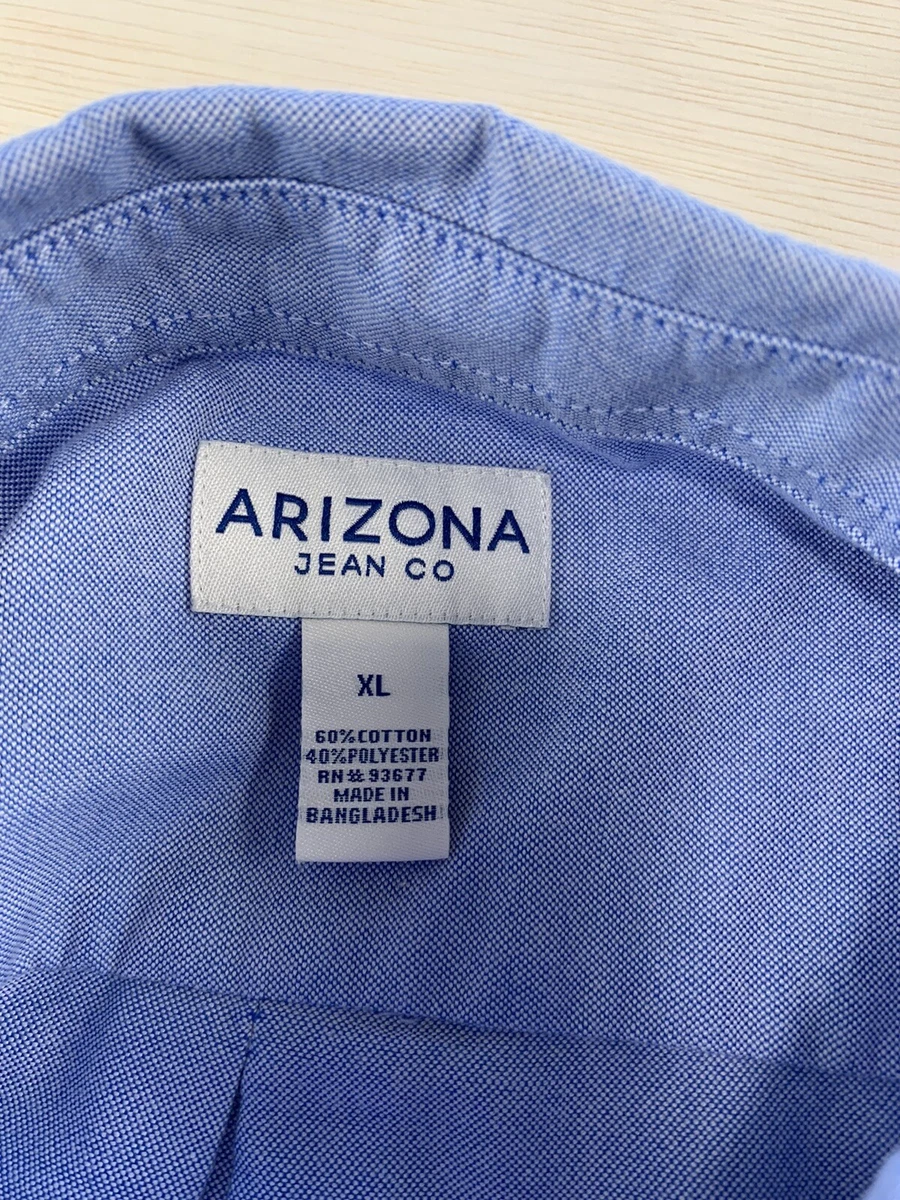 ARIZONA
JEAN CO
XL
60%COTTON
40%POLYESTER
RN#93677
MADE IN
BANGLADESH